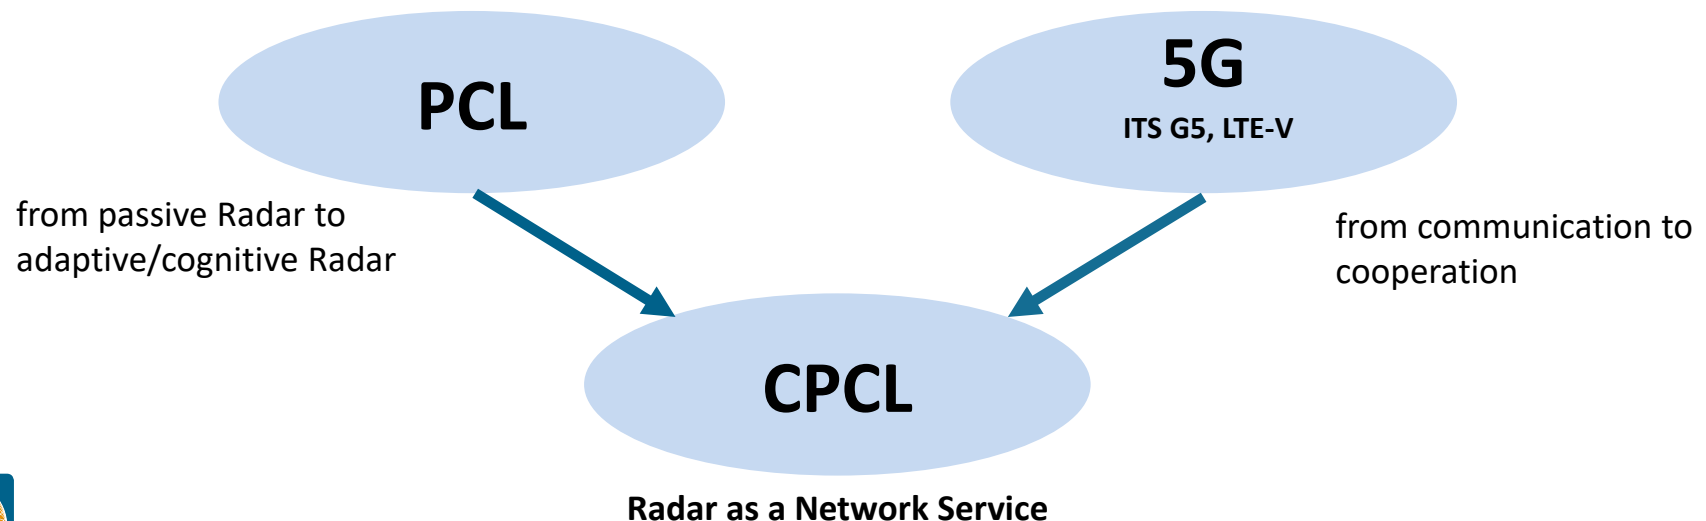 PCL
5G
ITS G5, LTE-V
from passive Radar to
adaptive/cognitive Radar
from communication to
cooperation
CPCL
Radar as a Network Service